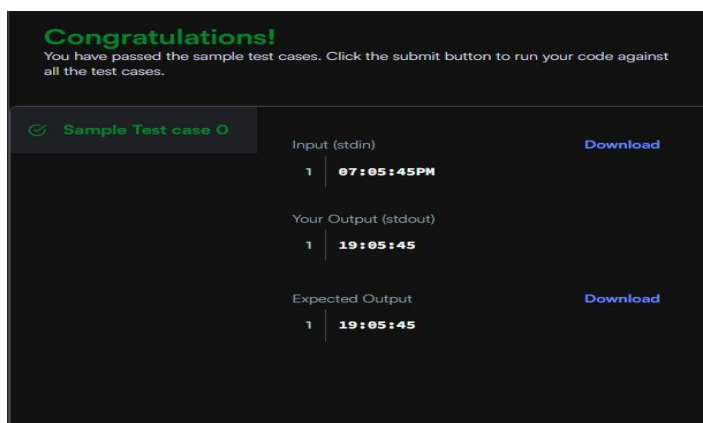 Congratulations!
You have passed the sample test cases. Click the submit button to run your code against
all the test cases.
Sample Test case 0
Input (stdin)
Download
1 07:05:45PM
Your Output (stdout)
1 19:05:45
Expected Output
Download
1 19:05:45